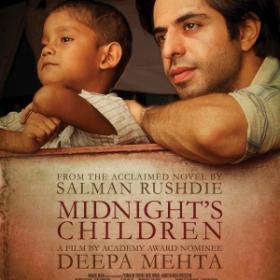 FROM THE ACCLAIMED NOVEL BY
SALMAN RUSHDIE
MIDNIGHT'S
CHILDREN
A FILM BY ACADEMY AWARD NOMINEE
DEEPA MEHTA